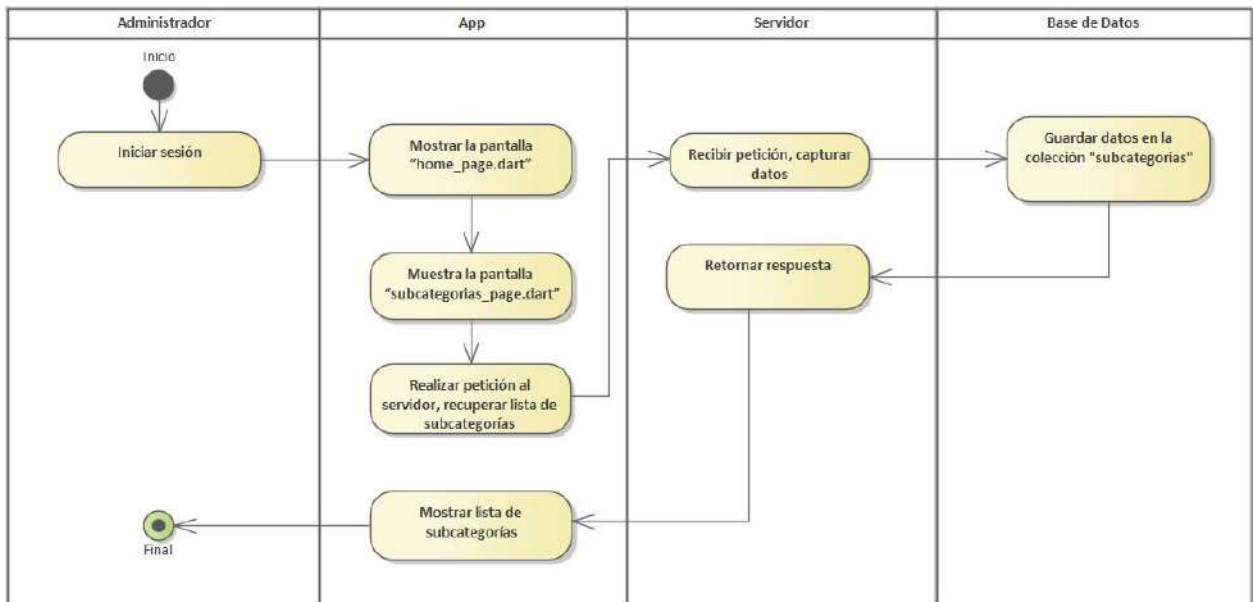 Administrador
App
Servidor
Base de Datos
Inicio
Iniciar sesión
Mostrar la pantalla
“home_page.dart”
Recibir petición, capturar
datos
Guardar datos en la
colección "subcategorías"
Muestra la pantalla
“subcategorias_page.dart”
Retornar respuesta
Realizar petición al
servidor, recuperar lista de
subcategorías
Mostrar lista de
subcategorías
Final